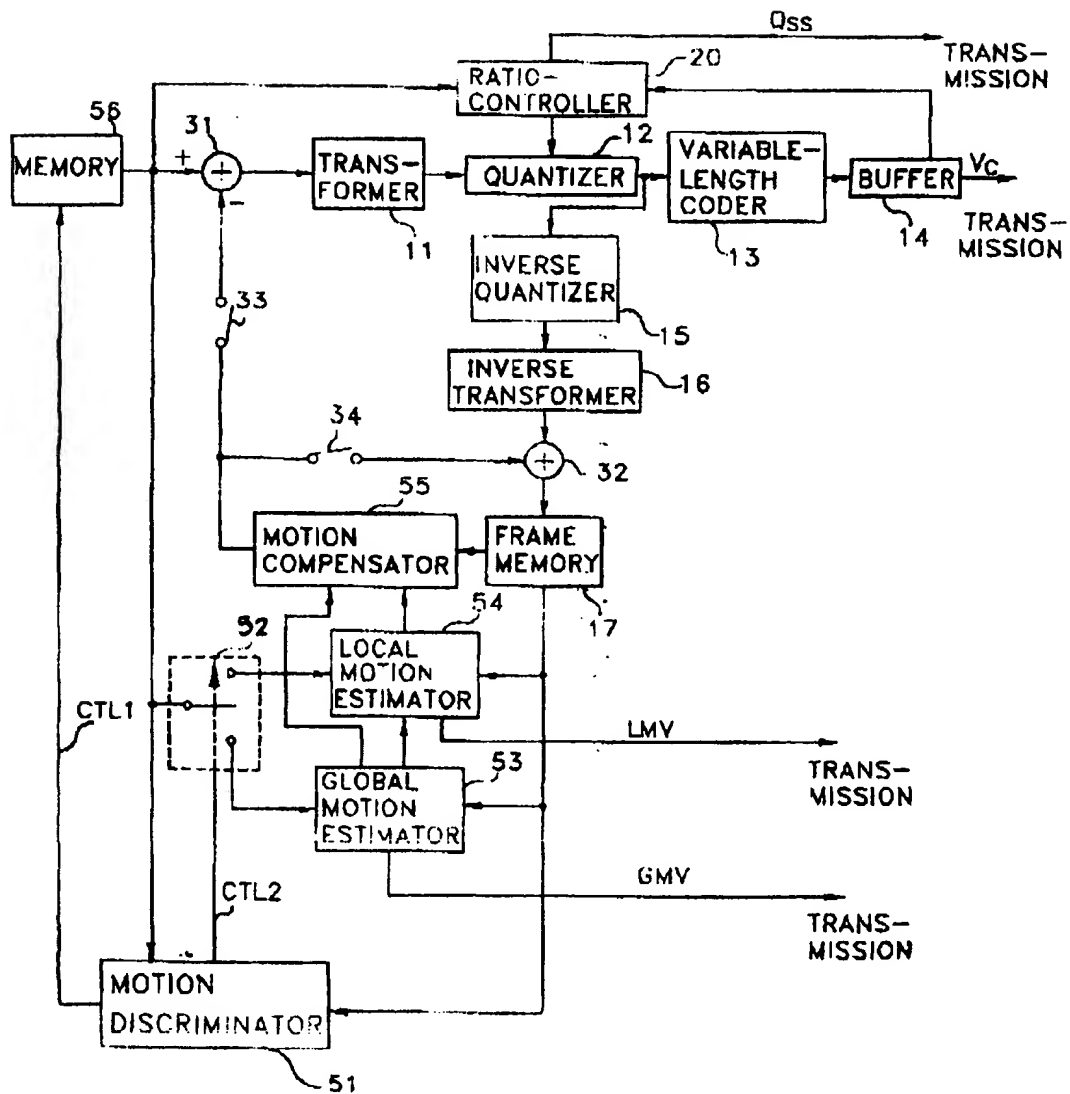 QSS
TRANS-
MISSION
20
RATIO-
CONTROLLER
56
MEMORY
31
+
-
TRANS-
FORMER
11
12
QUANTIZER
VARIABLE-
LENGTH
CODER
13
BUFFER
14
VC
TRANS-
MISSION
INVERSE
QUANTIZER
15
33
INVERSE
TRANSFORMER
16
34
+
32
55
MOTION
COMPENSATOR
FRAME
MEMORY
17
54
52
LOCAL
MOTION
ESTIMATOR
CTL1
LMV
TRANS-
MISSION
53
GLOBAL
MOTION
ESTIMATOR
GMV
TRANS-
MISSION
CTL2
MOTION
DISCRIMINATOR
51